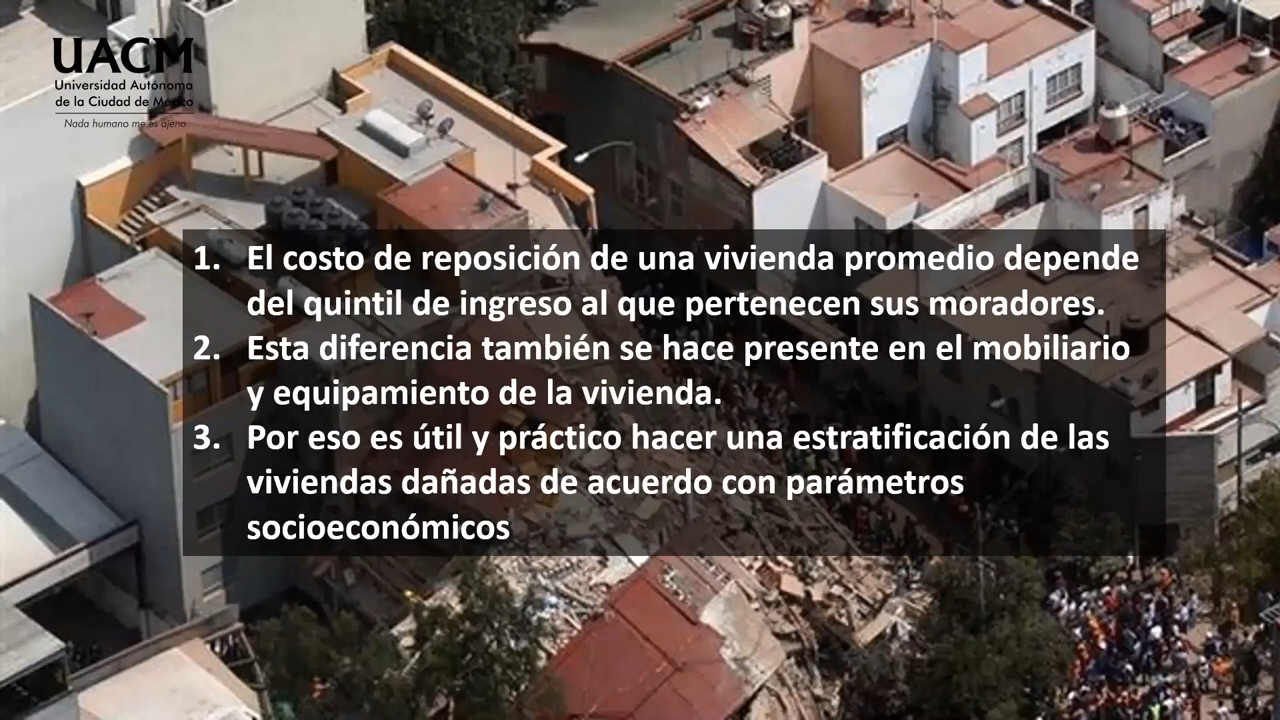 UACM
Universidad Autónoma
de la Ciudad de México
Nada humano me es ajeno
1. El costo de reposición de una vivienda promedio depende
del quintil de ingreso al que pertenecen sus moradores.
2. Esta diferencia también se hace presente en el mobiliario
y equipamiento de la vivienda.
3. Por eso es útil y práctico hacer una estratificación de las
viviendas dañadas de acuerdo con parámetros
socioeconómicos